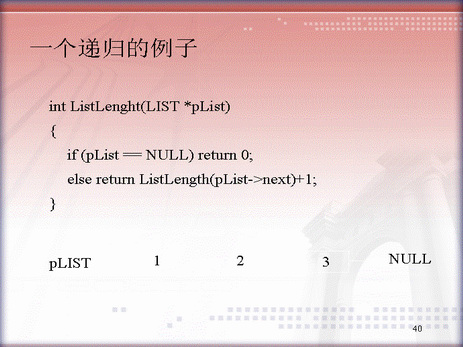 一个递归的例子
int ListLenght(LIST *pList)
{
if (pList == NULL) return 0;
else return ListLength(pList->next)+1;
}
pLIST 1 2 3 NULL
40